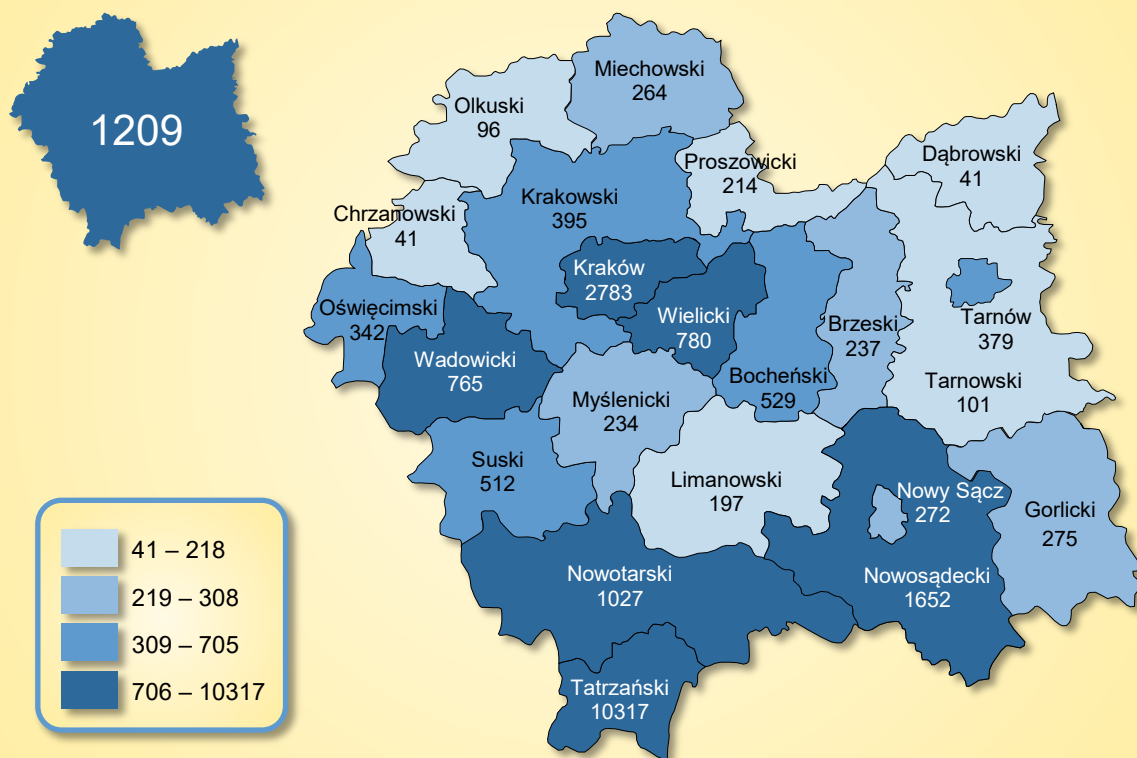 1209
Miechowski
264
Olkuski
96
Proszowicki
214
Dąbrowski
41
Chrzanowski
41
Krakowski
395
Kraków
2783
Oświęcimski
342
Wielicki
780
Brzeski
237
Tarnów
379
Wadowicki
765
Bocheński
529
Tarnowski
101
Myślenicki
234
Suski
512
Limanowski
197
Nowy Sącz
272
Gorlicki
275
Nowotarski
1027
Nowosądecki
1652
Tatrzański
10317
41 – 218
219 – 308
309 – 705
706 – 10317